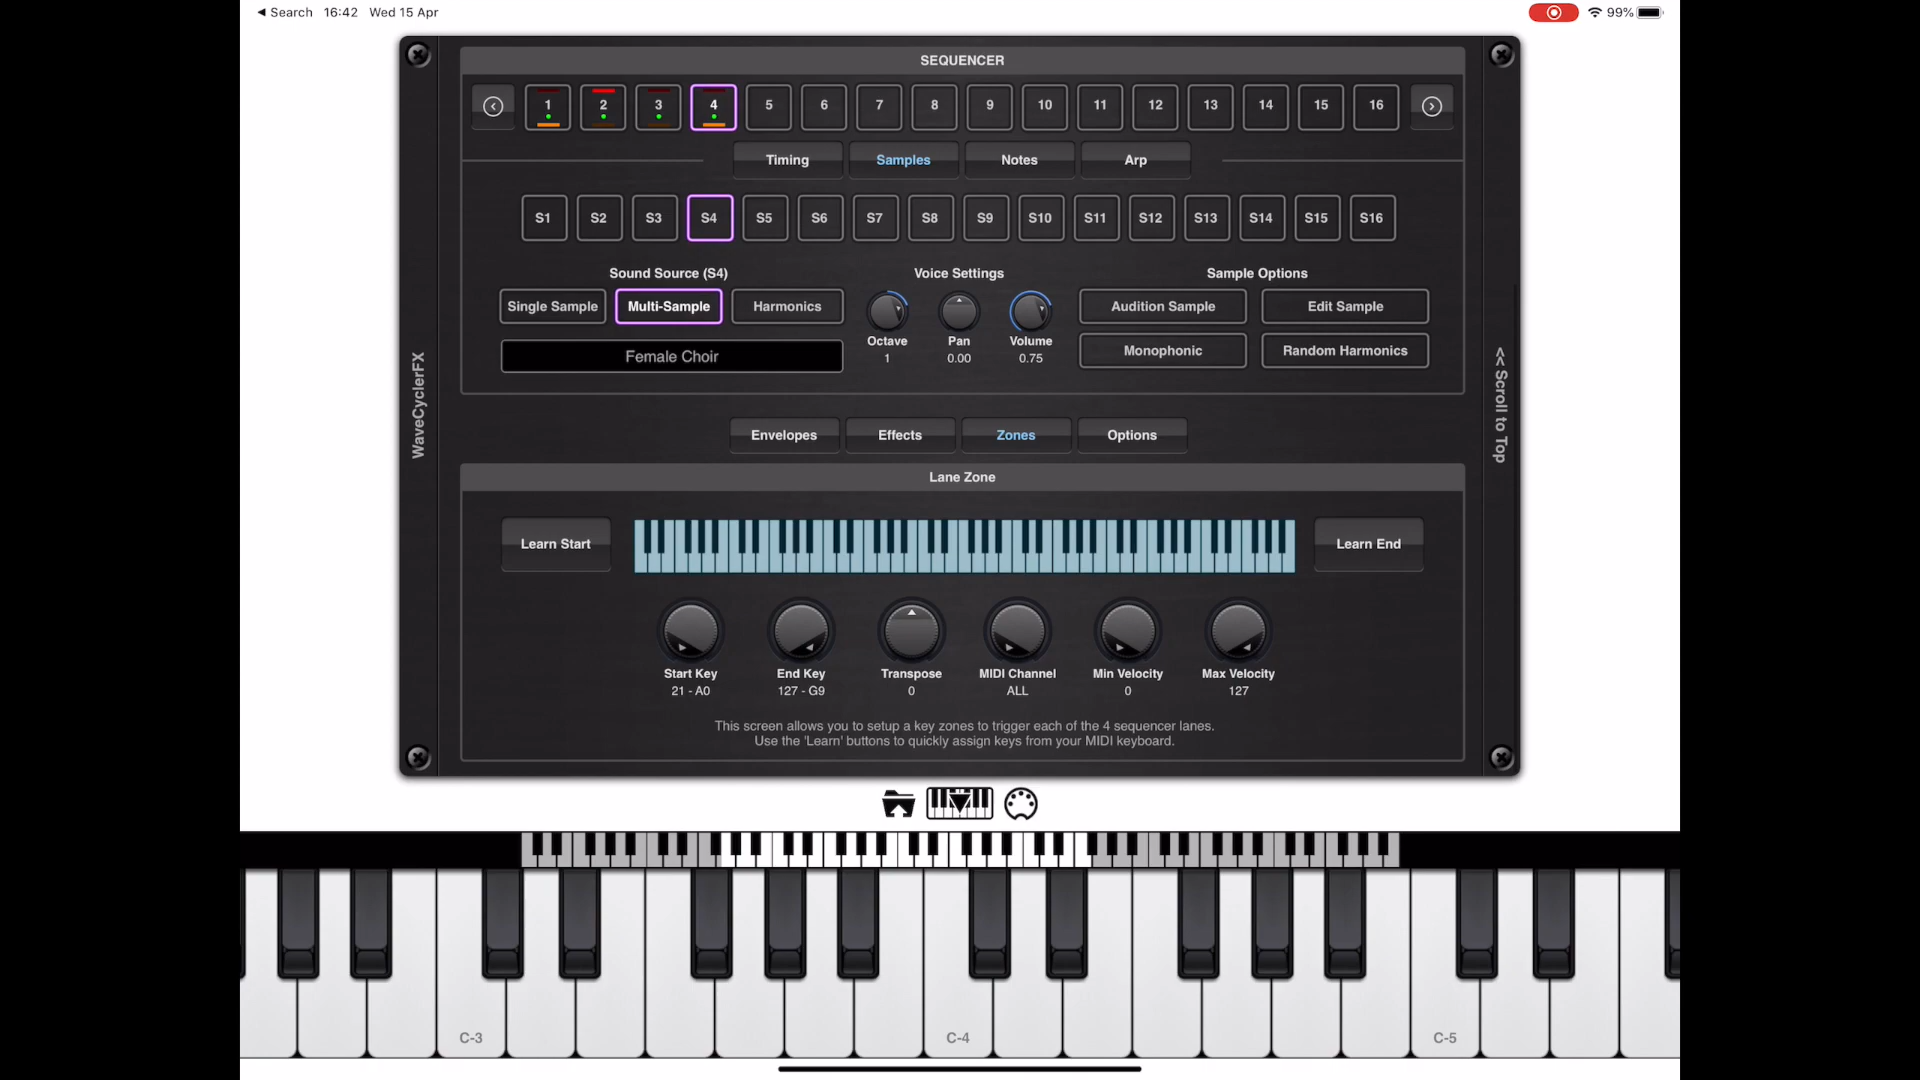 ◀ Search 16:42 Wed 15 Apr
99%
SEQUENCER
1 2 3 4 5 6 7 8 9 10 11 12 13 14 15 16
Timing Samples Notes Arp
S1 S2 S3 S4 S5 S6 S7 S8 S9 S10 S11 S12 S13 S14 S15 S16
Sound Source (S4) Voice Settings Sample Options
Single Sample Multi-Sample Harmonics Audition Sample Edit Sample
Octave Pan Volume
Female Choir Monophonic Random Harmonics
1 0.00 0.75
WaveCyclerFX
<< Scroll to Top
Envelopes Effects Zones Options
Lane Zone
Learn Start Learn End
Start Key End Key Transpose MIDI Channel Min Velocity Max Velocity
21 - A0 127 - G9 0 ALL 0 127
This screen allows you to setup a key zones to trigger each of the 4 sequencer lanes.
Use the 'Learn' buttons to quickly assign keys from your MIDI keyboard.
C-3 C-4 C-5